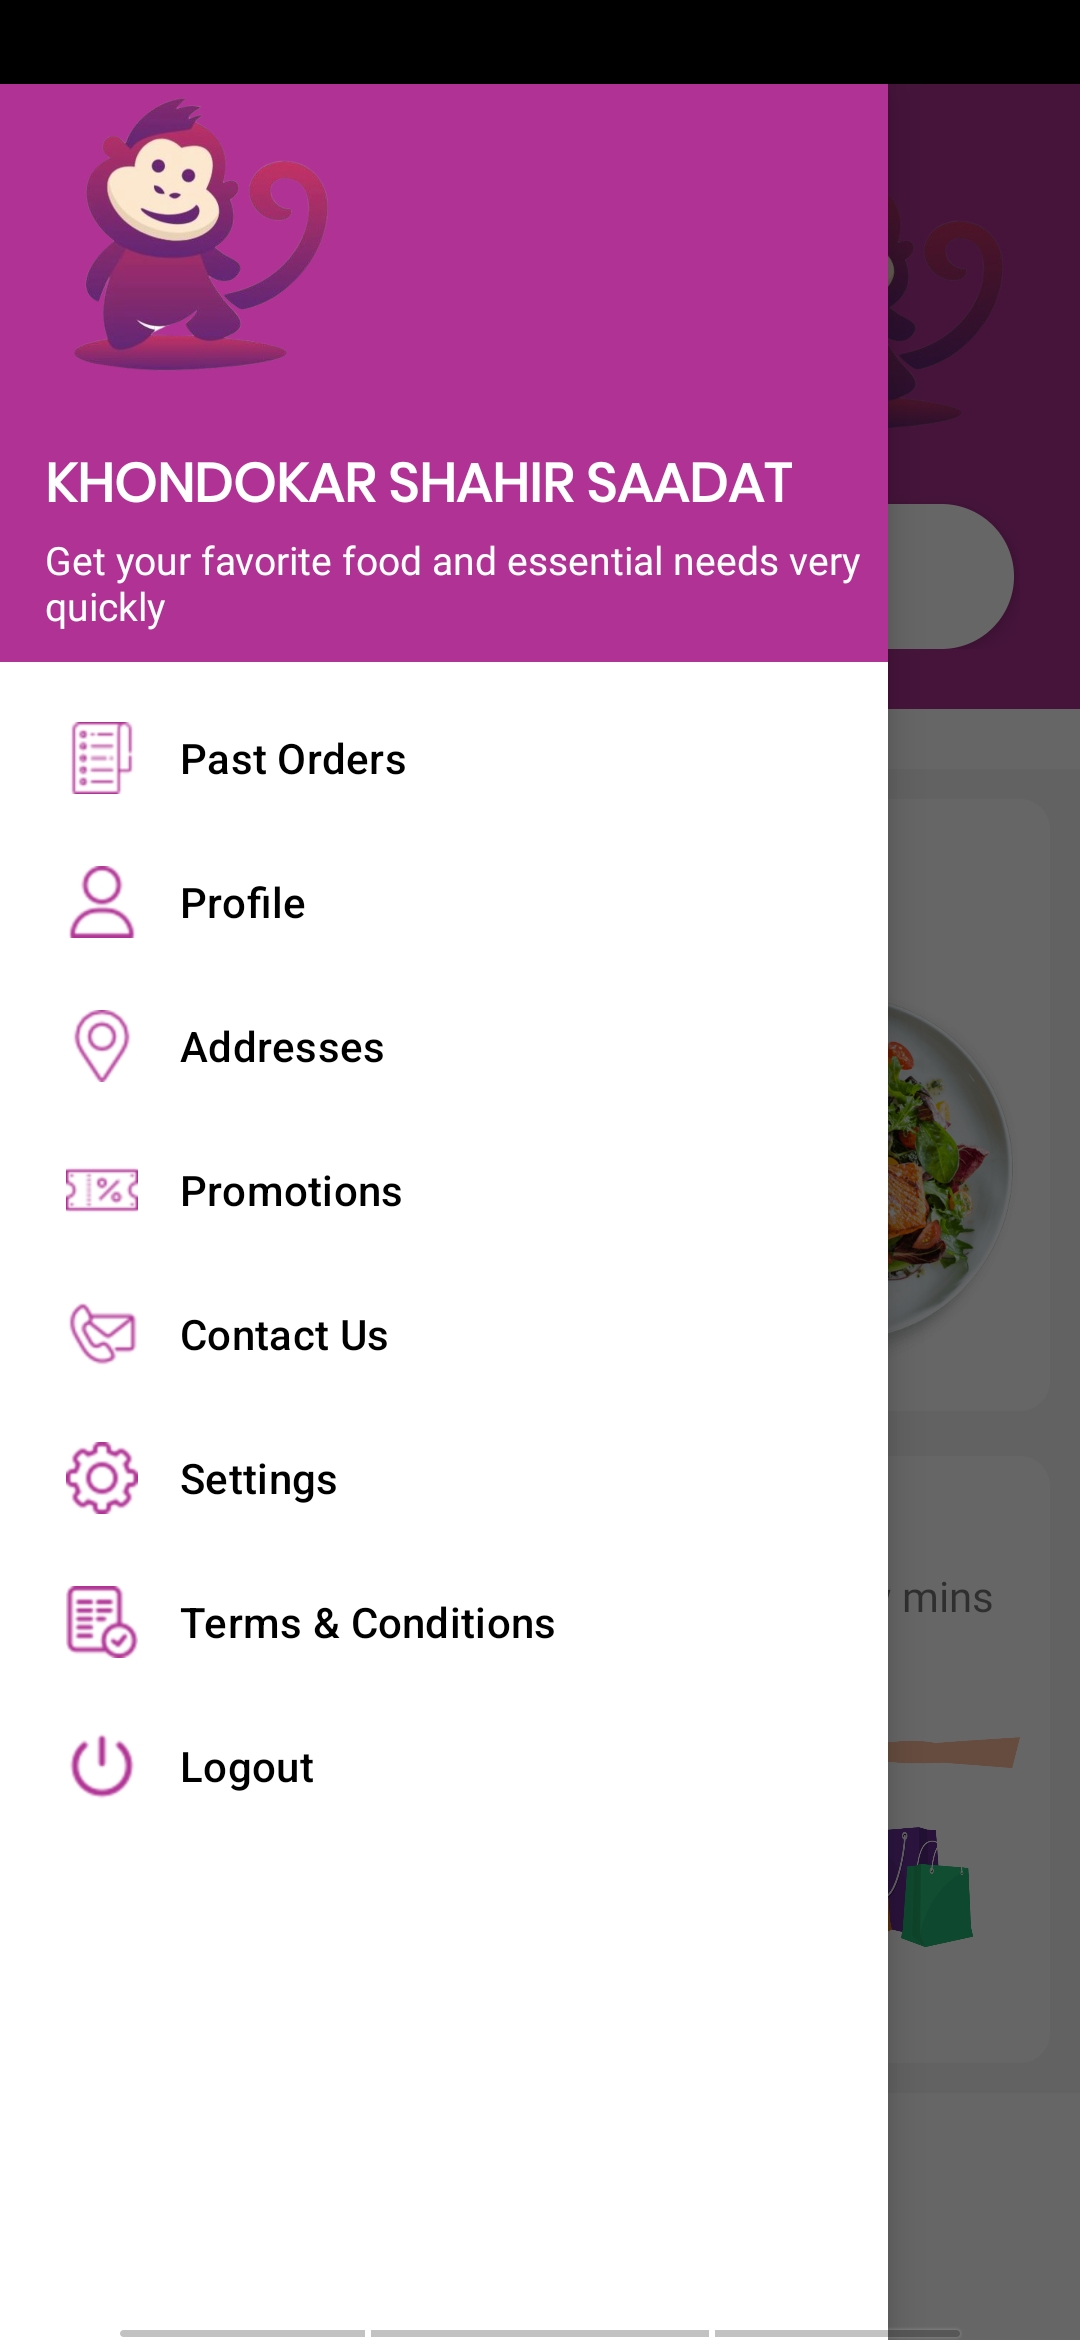 KHONDOKAR SHAHIR SAADAT
Get your favorite food and essential needs very
quickly
Past Orders
Profile
Addresses
Promotions
Contact Us
Settings
mins
Terms & Conditions
Logout